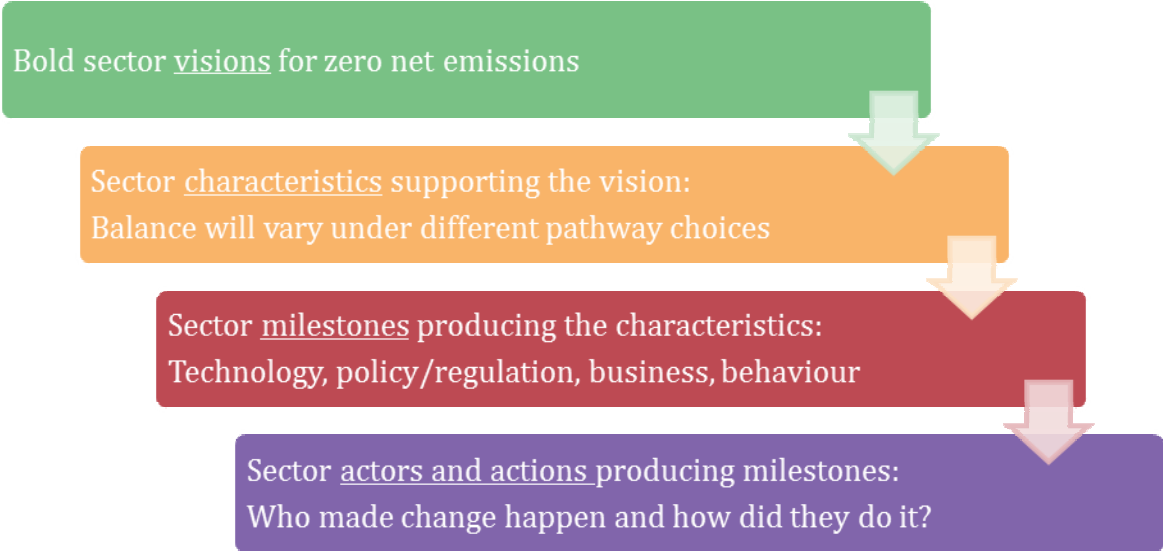 Bold sector visions for zero net emissions
Sector characteristics supporting the vision:
Balance will vary under different pathway choices
Sector milestones producing the characteristics:
Technology, policy/regulation, business, behaviour
Sector actors and actions producing milestones:
Who made change happen and how did they do it?